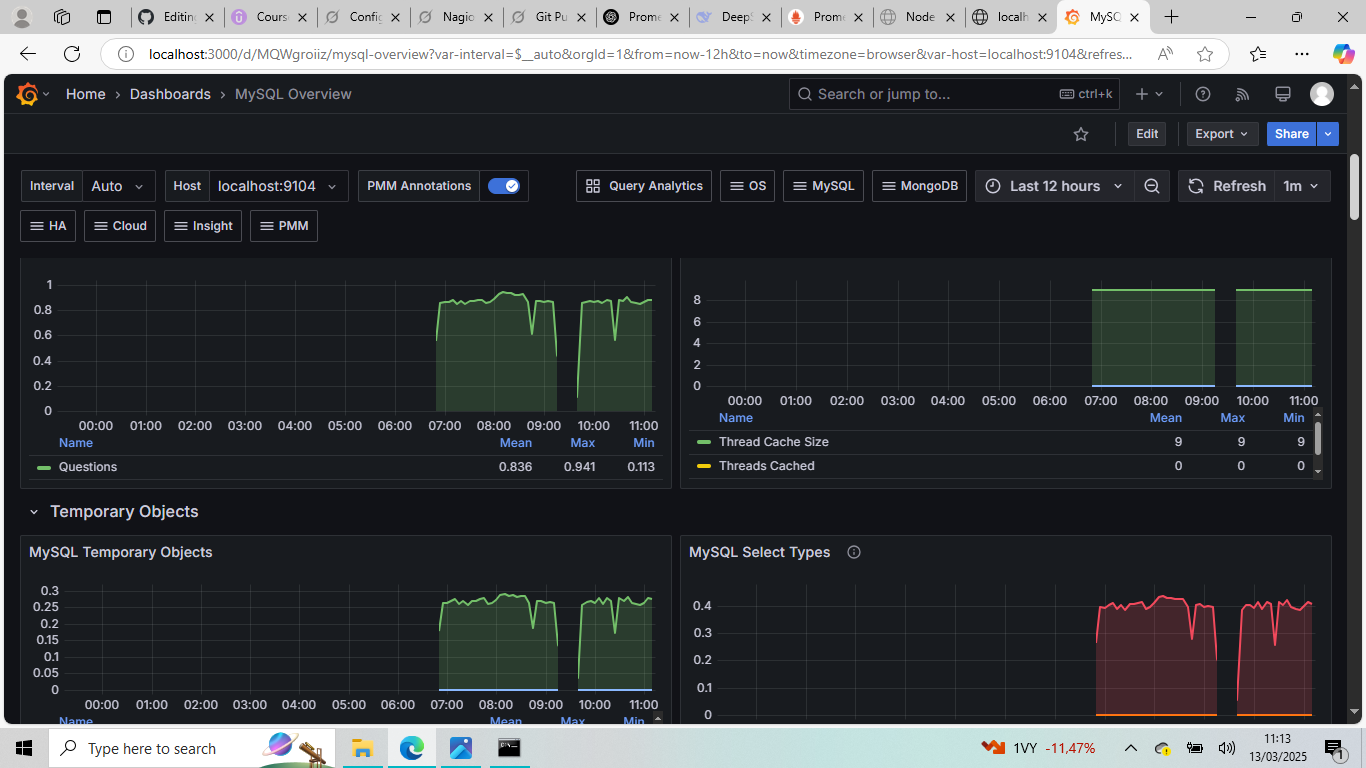 Editing
Course
Config
Nagio
Git Pu
Prome
DeepS
Prome
Node
localh
MySQ
localhost:3000/d/MQWgroiiz/mysql-overview?var-interval=$__auto&orgId=1&from=now-12h&to=now&timezone=browser&var-host=localhost:9104&refres...
Home › Dashboards › MySQL Overview
Search or jump to... ctrl+k
Edit Export Share
Interval Auto Host localhost:9104 PMM Annotations Query Analytics OS MySQL MongoDB Last 12 hours Refresh 1m
HA Cloud Insight PMM
1
0.8
0.6
0.4
0.2
0
00:00 01:00 02:00 03:00 04:00 05:00 06:00 07:00 08:00 09:00 10:00 11:00
Name Mean Max Min
Questions 0.836 0.941 0.113
8
6
4
2
0
00:00 01:00 02:00 03:00 04:00 05:00 06:00 07:00 08:00 09:00 10:00 11:00
Name Mean Max Min
Thread Cache Size 9 9 9
Threads Cached 0 0 0
Temporary Objects
MySQL Temporary Objects
0.3
0.25
0.2
0.15
0.1
0.05
0
00:00 01:00 02:00 03:00 04:00 05:00 06:00 07:00 08:00 09:00 10:00 11:00
Name Mean Max Min
MySQL Select Types
0.4
0.3
0.2
0.1
0
Type here to search
1VY -11,47%
11:13
13/03/2025
1